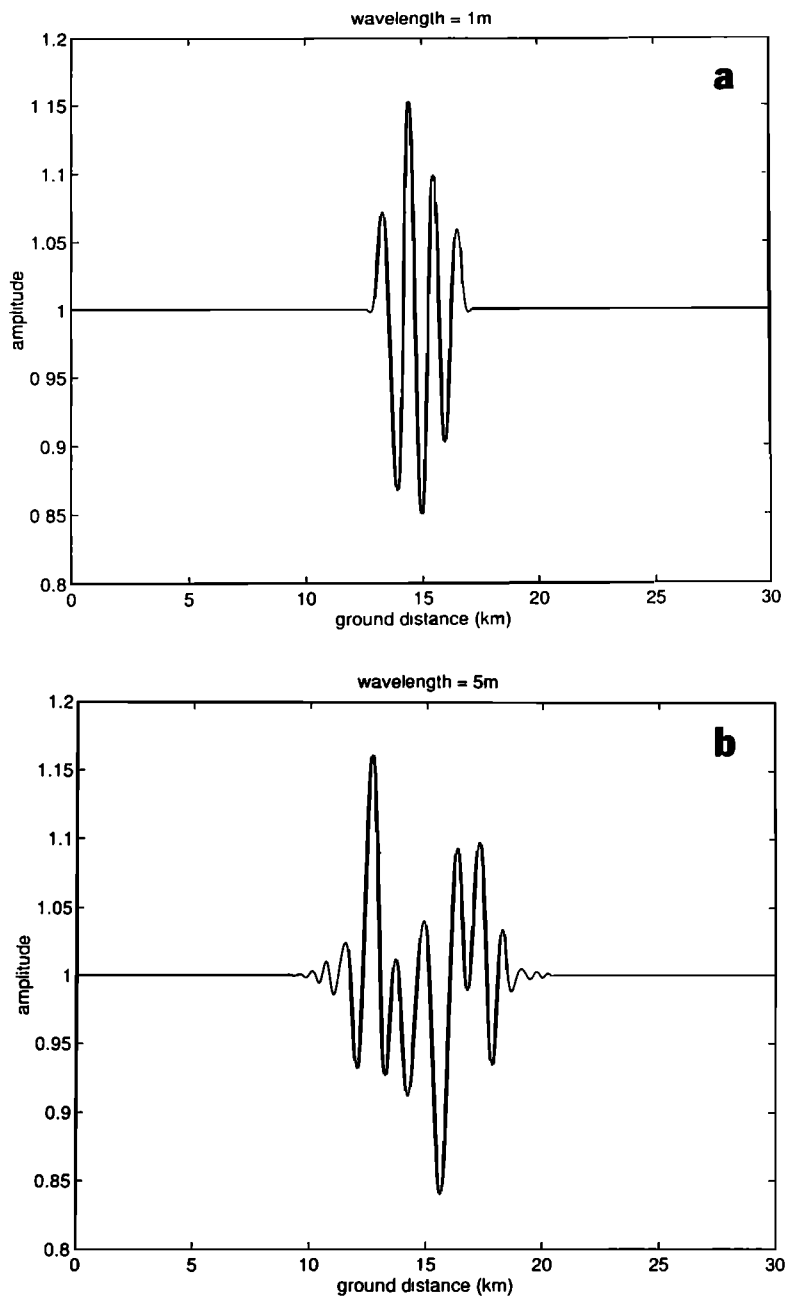 wavelength = 1m
a
1.2
1 15
1.1
1.05
1
0 95
0.9
0 85
0.8
amplitude
0 5 10 15 20 25 30
ground distance (km)
wavelength = 5m
b
1.2
1.15
1.1
1.05
1
0.95
0.9
0.85
0.8
amplitude
0 5 10 15 20 25 30
ground distance (km)